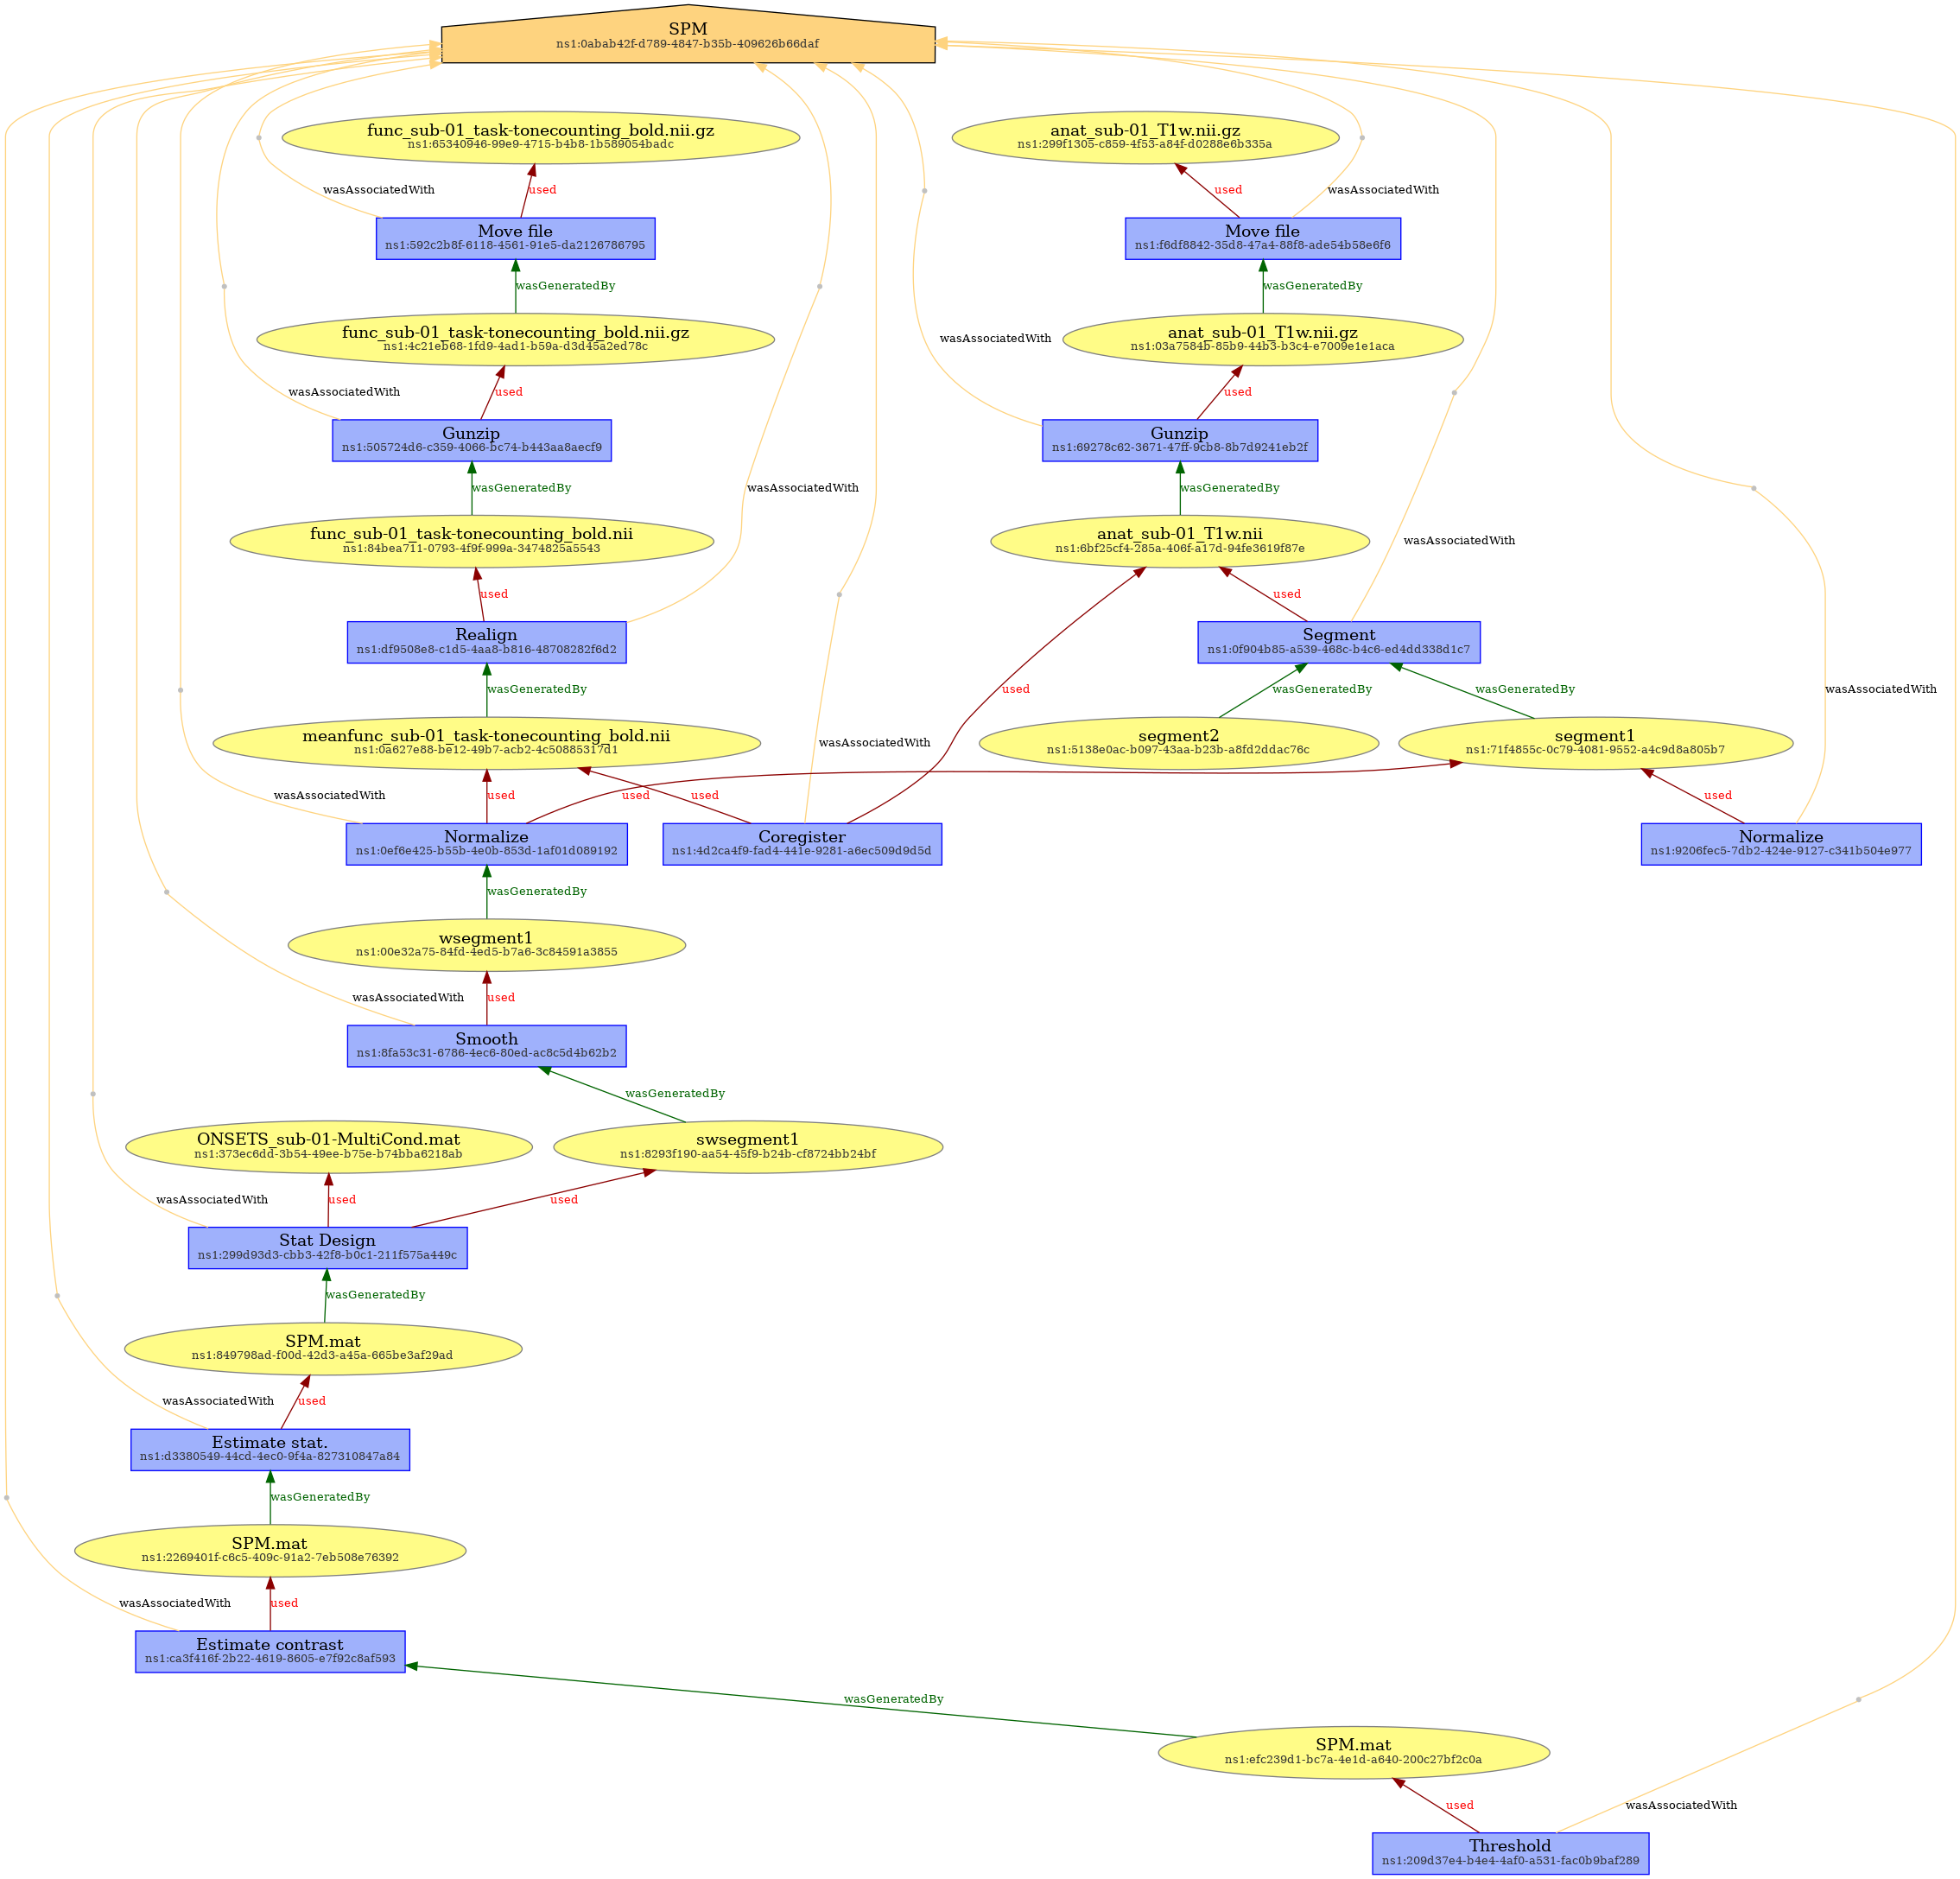 SPM
ns1:0abab42f-d789-4847-b35b-409626b66daf
func_sub-01_task-tonecounting_bold.nii.gz
ns1:65340946-99e9-4715-b4b8-1b589054badc
anat_sub-01_T1w.nii.gz
ns1:299f1305-c859-4f53-a84f-d0288e6b335a
wasAssociatedWith
used
used
wasAssociatedWith
Move file
ns1:592c2b8f-6118-4561-91e5-da2126786795
Move file
ns1:f6df8842-35d8-47a4-88f8-ade54b58e6f6
wasGeneratedBy
wasGeneratedBy
func_sub-01_task-tonecounting_bold.nii.gz
ns1:4c21eb68-1fd9-4ad1-b59a-d3d45a2ed78c
wasAssociatedWith
anat_sub-01_T1w.nii.gz
ns1:03a7584b-85b9-44b3-b3c4-e7009e1e1aca
wasAssociatedWith
used
used
Gunzip
ns1:505724d6-c359-4066-bc74-b443aa8aecf9
Gunzip
ns1:69278c62-3671-47ff-9cb8-8b7d9241eb2f
wasGeneratedBy
wasAssociatedWith
wasGeneratedBy
func_sub-01_task-tonecounting_bold.nii
ns1:84bea711-0793-4f9f-999a-3474825a5543
anat_sub-01_T1w.nii
ns1:6bf25cf4-285a-406f-a17d-94fe3619f87e
wasAssociatedWith
used
used
Realign
ns1:df9508e8-c1d5-4aa8-b816-48708282f6d2
Segment
ns1:0f904b85-a539-468c-b4c6-ed4dd338d1c7
wasGeneratedBy
used
wasGeneratedBy
wasGeneratedBy
wasAssociatedWith
meanfunc_sub-01_task-tonecounting_bold.nii
ns1:0a627e88-be12-49b7-acb2-4c50885317d1
wasAssociatedWith
segment2
ns1:5138e0ac-b097-43aa-b23b-a8fd2ddac76c
segment1
ns1:71f4855c-0c79-4081-9552-a4c9d8a805b7
wasAssociatedWith
used
used
used
used
Normalize
ns1:0ef6e425-b55b-4e0b-853d-1af01d089192
Coregister
ns1:4d2ca4f9-fad4-441e-9281-a6ec509d9d5d
Normalize
ns1:9206fec5-7db2-424e-9127-c341b504e977
wasGeneratedBy
wsegment1
ns1:00e32a75-84fd-4ed5-b7a6-3c84591a3855
wasAssociatedWith
used
Smooth
ns1:8fa53c31-6786-4ec6-80ed-ac8c5d4b62b2
wasGeneratedBy
ONSETS_sub-01-MultiCond.mat
ns1:373ec6dd-3b54-49ee-b75e-b74bba6218ab
swsegment1
ns1:8293f190-aa54-45f9-b24b-cf8724bb24bf
wasAssociatedWith
used
used
Stat Design
ns1:299d93d3-cbb3-42f8-b0c1-211f575a449c
wasGeneratedBy
SPM.mat
ns1:849798ad-f00d-42d3-a45a-665be3af29ad
wasAssociatedWith
used
Estimate stat.
ns1:d3380549-44cd-4ec0-9f4a-827310847a84
wasGeneratedBy
SPM.mat
ns1:2269401f-c6c5-409c-91a2-7eb508e76392
wasAssociatedWith
used
Estimate contrast
ns1:ca3f416f-2b22-4619-8605-e7f92c8af593
wasGeneratedBy
SPM.mat
ns1:efc239d1-bc7a-4e1d-a640-200c27bf2c0a
used
wasAssociatedWith
Threshold
ns1:209d37e4-b4e4-4af0-a531-fac0b9baf289